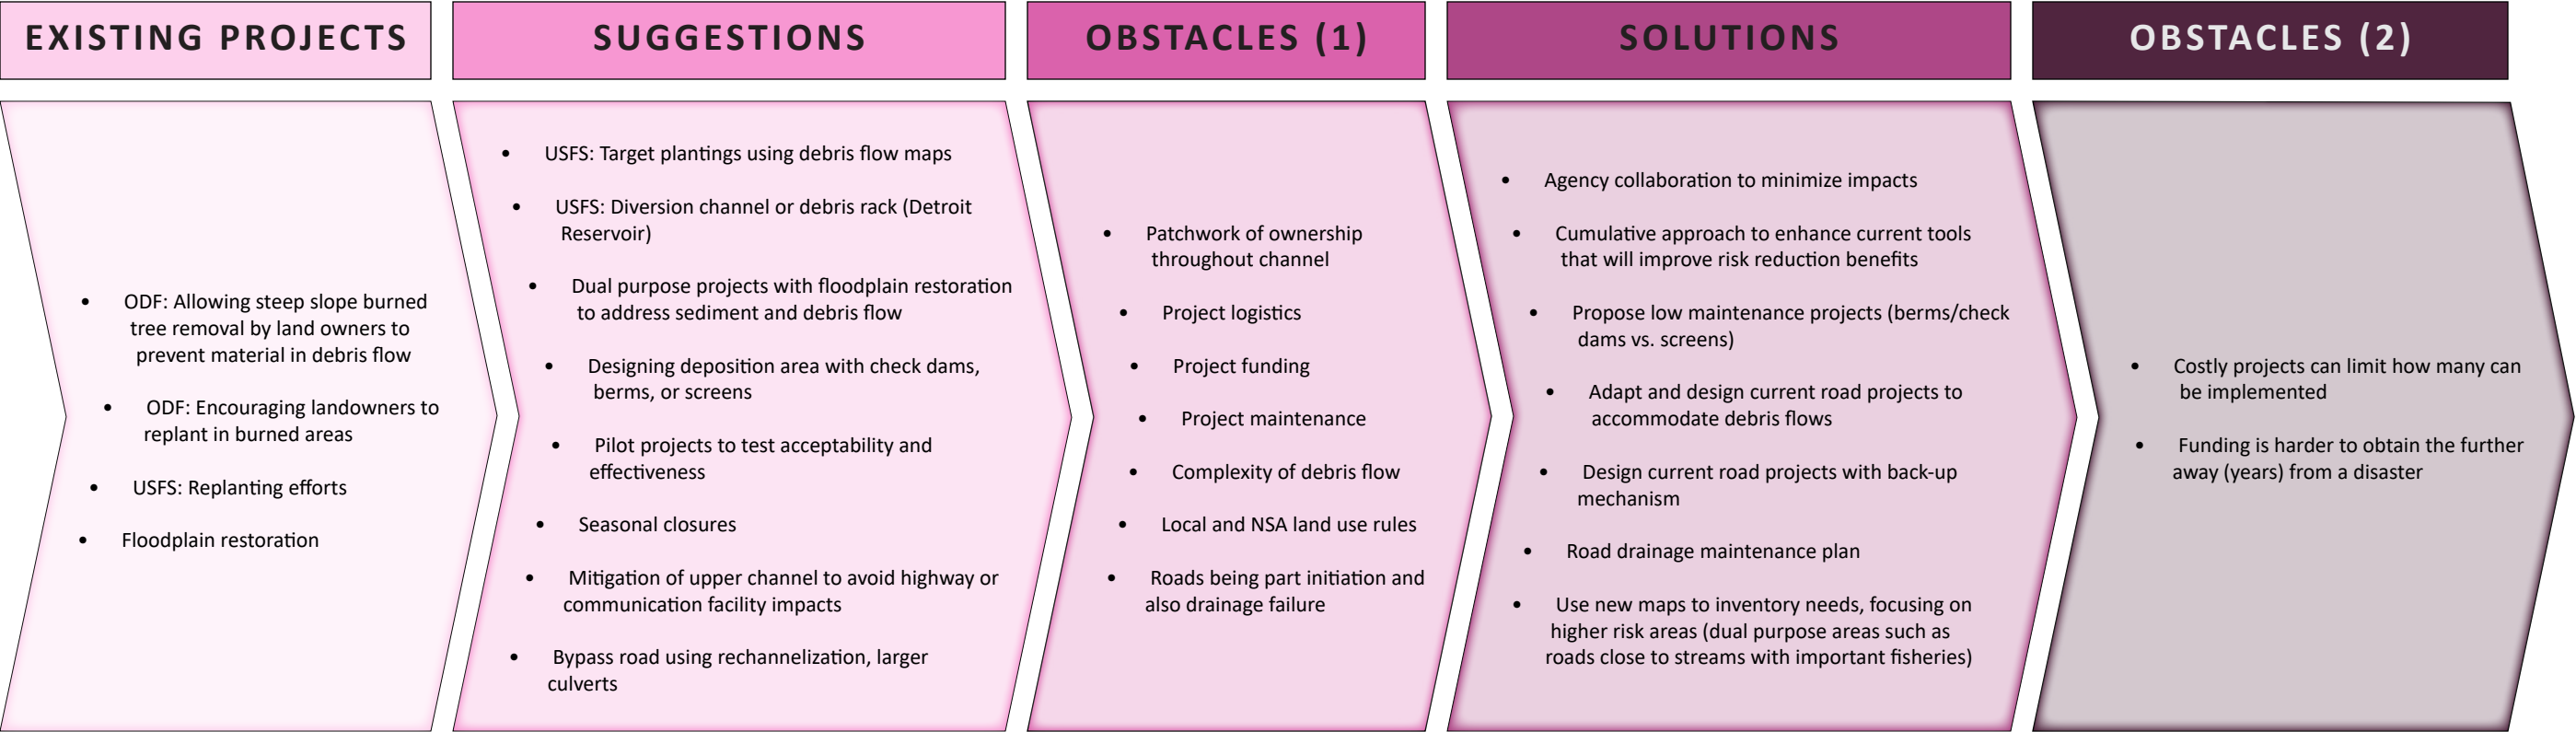 EXISTING PROJECTS
SUGGESTIONS
OBSTACLES (1)
SOLUTIONS
OBSTACLES (2)
• ODF: Allowing steep slope burned
tree removal by land owners to
prevent material in debris flow
• ODF: Encouraging landowners to
replant in burned areas
• USFS: Replanting efforts
• Floodplain restoration
• USFS: Target plantings using debris flow maps
• USFS: Diversion channel or debris rack (Detroit
Reservoir)
• Dual purpose projects with floodplain restoration
to address sediment and debris flow
• Designing deposition area with check dams,
berms, or screens
• Pilot projects to test acceptability and
effectiveness
• Seasonal closures
• Mitigation of upper channel to avoid highway or
communication facility impacts
• Bypass road using rechannelization, larger
culverts
• Patchwork of ownership
throughout channel
• Project logistics
• Project funding
• Project maintenance
• Complexity of debris flow
• Local and NSA land use rules
• Roads being part initiation and
also drainage failure
• Agency collaboration to minimize impacts
• Cumulative approach to enhance current tools
that will improve risk reduction benefits
• Propose low maintenance projects (berms/check
dams vs. screens)
• Adapt and design current road projects to
accommodate debris flows
• Design current road projects with back-up
mechanism
• Road drainage maintenance plan
• Use new maps to inventory needs, focusing on
higher risk areas (dual purpose areas such as
roads close to streams with important fisheries)
• Costly projects can limit how many can
be implemented
• Funding is harder to obtain the further
away (years) from a disaster